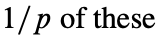 1/p of these